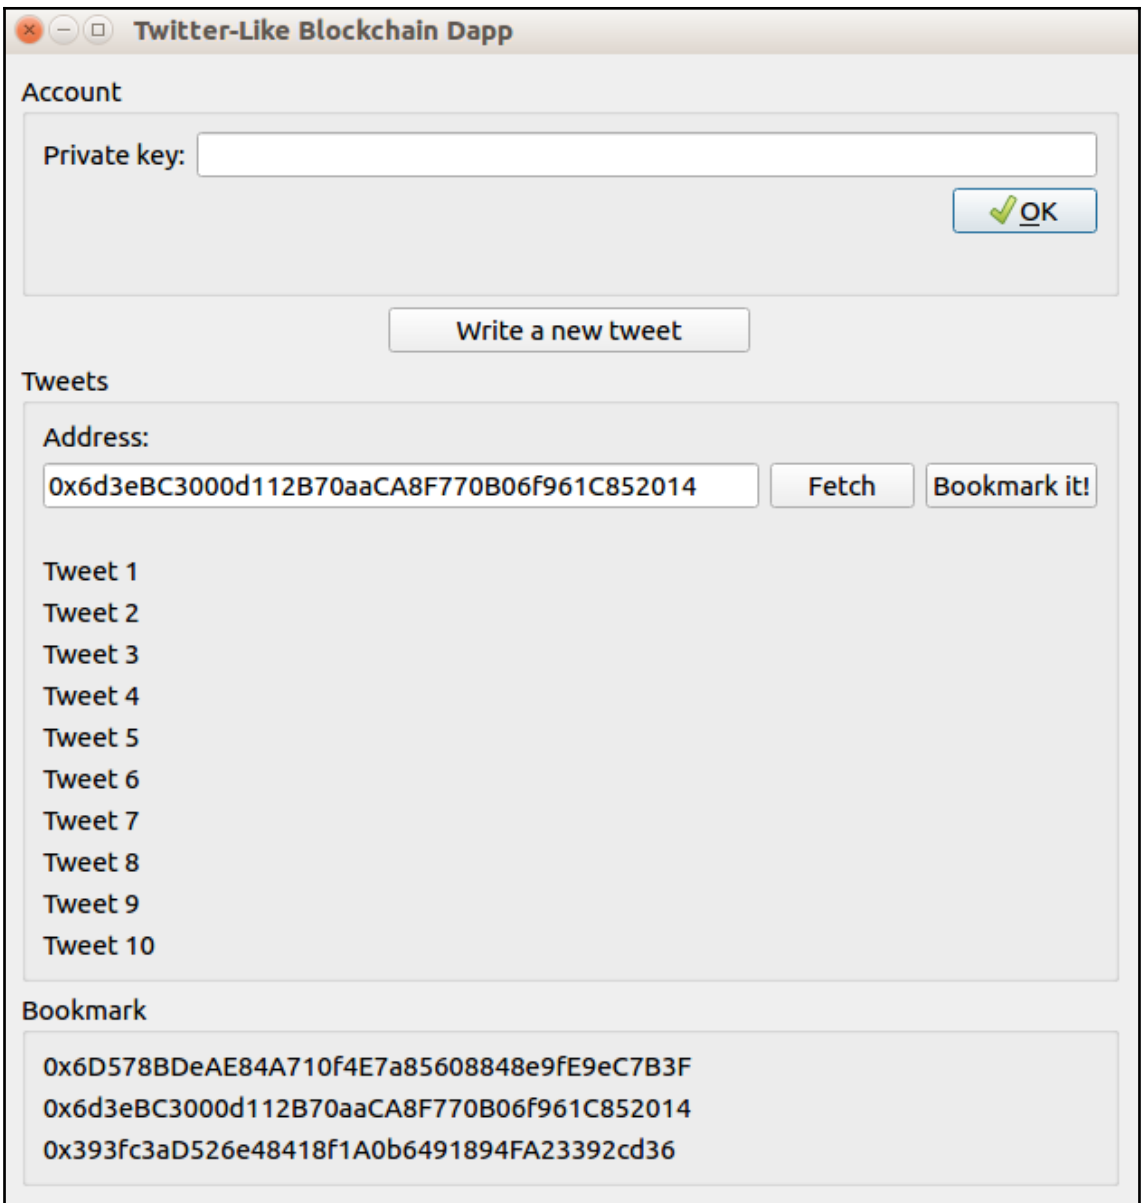 Twitter-Like Blockchain Dapp
Account
Private key:
OK
Write a new tweet
Tweets
Address:
0x6d3eBC3000d112B70aaCA8F770B06f961C852014 Fetch Bookmark it!
Tweet 1
Tweet 2
Tweet 3
Tweet 4
Tweet 5
Tweet 6
Tweet 7
Tweet 8
Tweet 9
Tweet 10
Bookmark
0x6D578BDeAE84A710f4E7a85608848e9fE9eC7B3F
0x6d3eBC3000d112B70aaCA8F770B06f961C852014
0x393fc3aD526e48418f1A0b6491894FA23392cd36